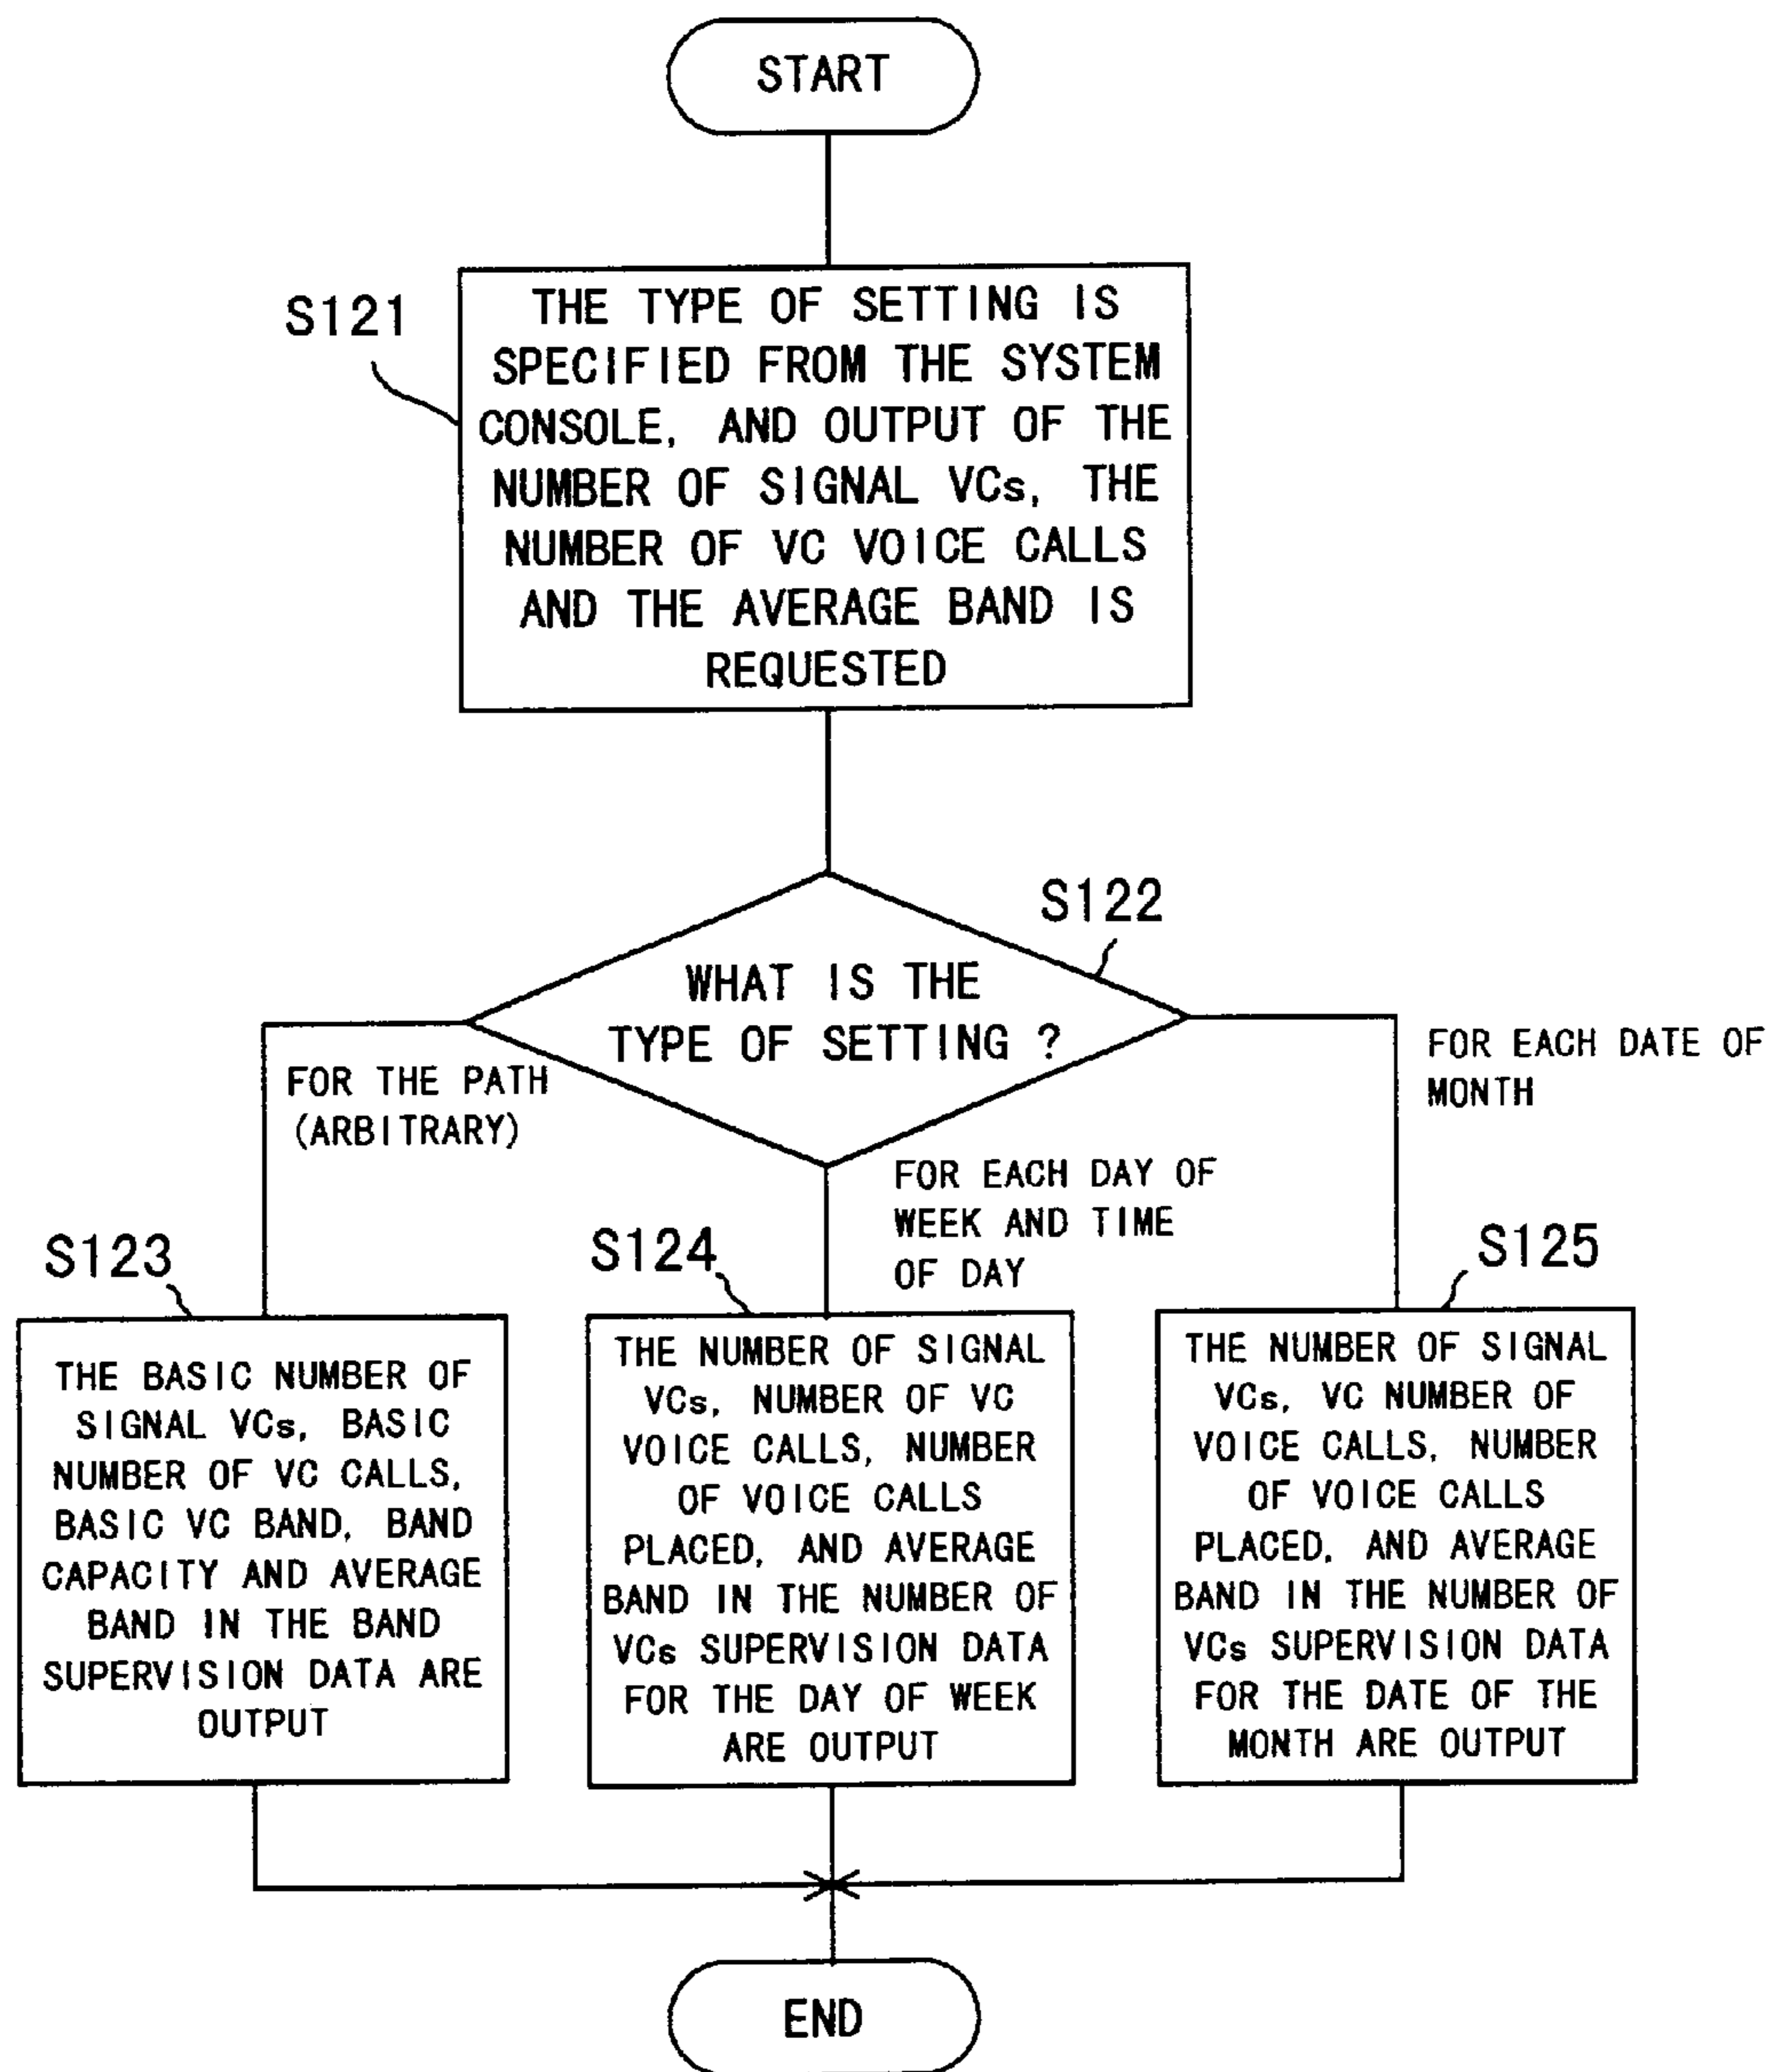 START
S121
THE TYPE OF SETTING IS
SPECIFIED FROM THE SYSTEM
CONSOLE, AND OUTPUT OF THE
NUMBER OF SIGNAL VCs, THE
NUMBER OF VC VOICE CALLS
AND THE AVERAGE BAND IS
REQUESTED
S122
WHAT IS THE
TYPE OF SETTING ?
FOR THE PATH
(ARBITRARY)
FOR EACH DAY OF
WEEK AND TIME
OF DAY
FOR EACH DATE OF
MONTH
S123
THE BASIC NUMBER OF
SIGNAL VCs, BASIC
NUMBER OF VC CALLS,
BASIC VC BAND, BAND
CAPACITY AND AVERAGE
BAND IN THE BAND
SUPERVISION DATA ARE
OUTPUT
S124
THE NUMBER OF SIGNAL
VCs, NUMBER OF VC
VOICE CALLS, NUMBER
OF VOICE CALLS
PLACED, AND AVERAGE
BAND IN THE NUMBER OF
VCs SUPERVISION DATA
FOR THE DAY OF WEEK
ARE OUTPUT
S125
THE NUMBER OF SIGNAL
VCs, VC NUMBER OF
VOICE CALLS, NUMBER
OF VOICE CALLS
PLACED, AND AVERAGE
BAND IN THE NUMBER OF
VCs SUPERVISION DATA
FOR THE DATE OF THE
MONTH ARE OUTPUT
END